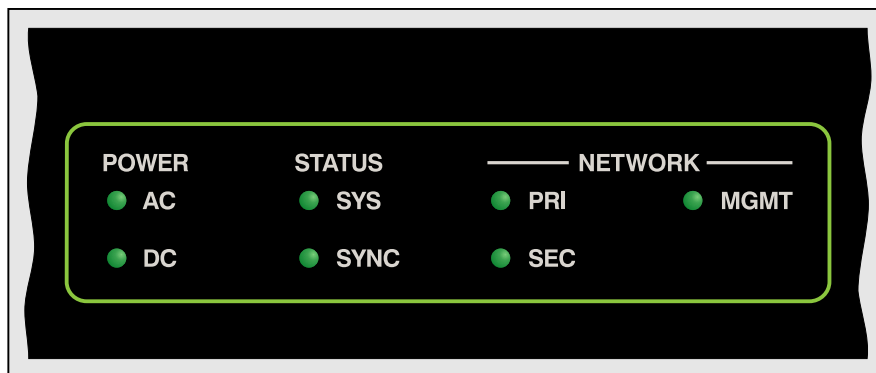 POWER STATUS NETWORK
AC SYS PRI MGMT
DC SYNC SEC